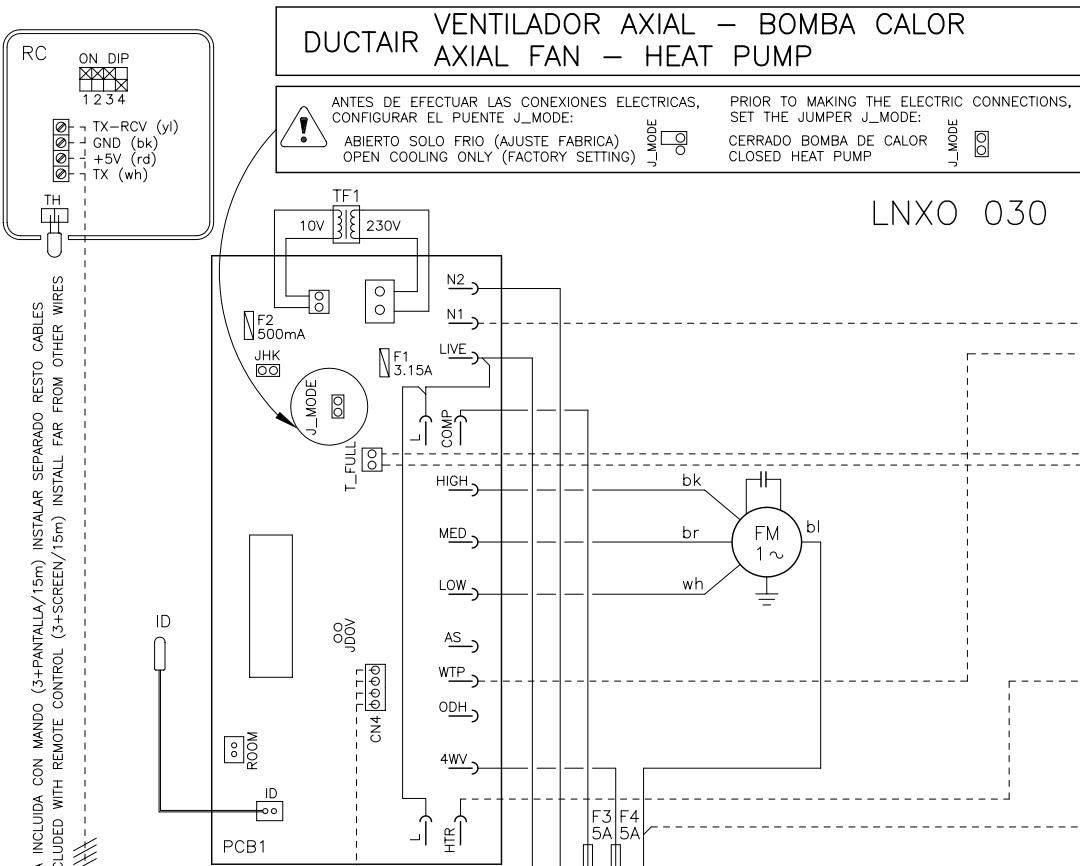 DUCTAIR
VENTILADOR AXIAL – BOMBA CALOR
AXIAL FAN – HEAT PUMP
ANTES DE EFECTUAR LAS CONEXIONES ELECTRICAS,
CONFIGURAR EL PUENTE J_MODE:
ABIERTO SOLO FRIO (AJUSTE FABRICA)
OPEN COOLING ONLY (FACTORY SETTING)
J_MODE
PRIOR TO MAKING THE ELECTRIC CONNECTIONS,
SET THE JUMPER J_MODE:
CERRADO BOMBA DE CALOR
CLOSED HEAT PUMP
J_MODE
LNXO 030
RC
ON DIP
1 2 3 4
TX–RCV (yl)
GND (bk)
+5V (rd)
TX (wh)
TH
INCLUIDA CON MANDO (3+PANTALLA/15m) INSTALAR SEPARADO RESTO CABLES
WITH REMOTE CONTROL (3+SCREEN/15m) INSTALL FAR FROM OTHER WIRES
TF1
10V
230V
N2
N1
LIVE
F2
500mA
JHK
F1
3.15A
J_MODE
L
COMP
T_FULL
HIGH
bk
MED
br
LOW
wh
FM
1 ~
bl
AS
WTP
ODH
4WV
JDOV
CN4
ROOM
ID
ID
L
HTR
F3
5A
F4
5A
PCB1